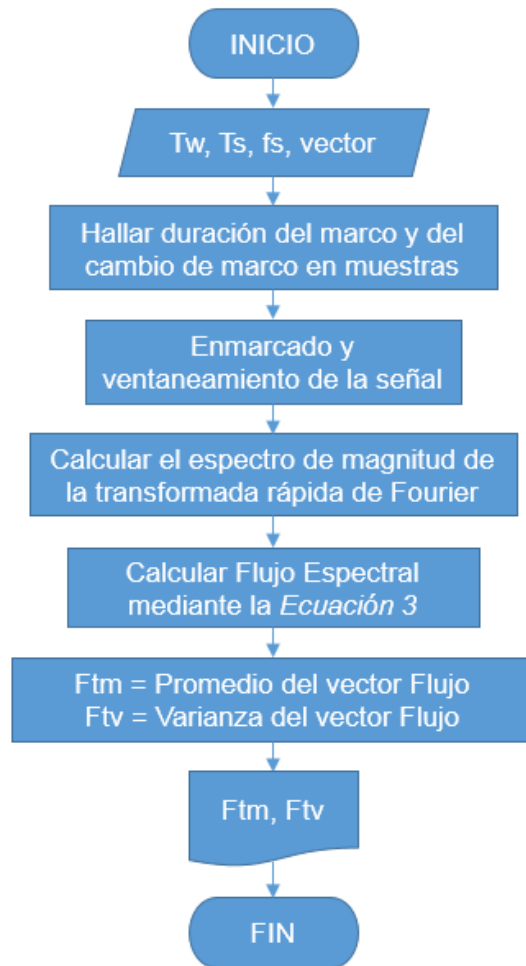 INICIO
Tw, Ts, fs, vector
Hallar duración del marco y del
cambio de marco en muestras
Enmarcado y
ventaneamiento de la señal
Calcular el espectro de magnitud de
la transformada rápida de Fourier
Calcular Flujo Espectral
mediante la Ecuación 3
Ftm = Promedio del vector Flujo
Ftv = Varianza del vector Flujo
Ftm, Ftv
FIN